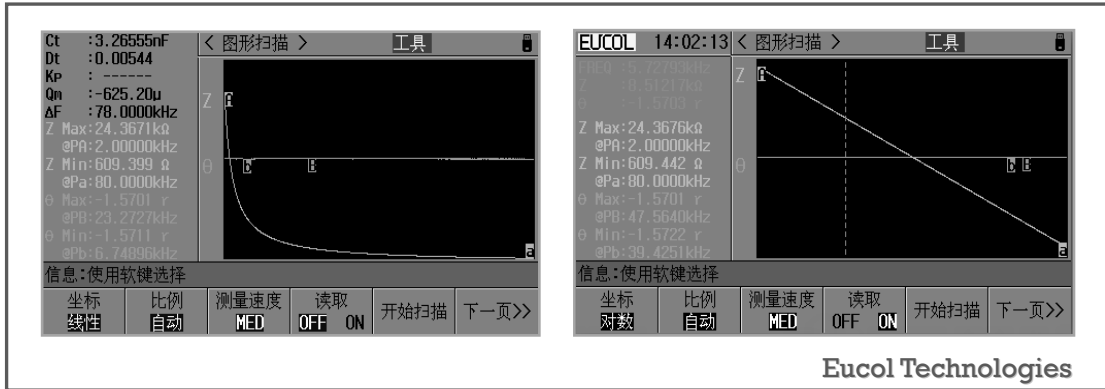 Ct :3.26555nF
Dt :0.00544
KP : ------
Qm :-625.20µ
ΔF :78.0000kHz
Z Max:24.3671kΩ
@PA:2.00000kHz
Z Min:609.399 Ω
@Pa:80.0000kHz
θ Max:-1.5701 r
@PB:23.2727kHz
θ Min:-1.5711 r
@Pb:6.74896kHz
< 图形扫描 >
工具
Z
A
θ
b
B
a
信息:使用软键选择
坐标 比例 测量速度 读取 开始扫描 下一页>>
线性 自动 MED OFF ON
EUCOL 14:02:13
< 图形扫描 >
工具
FREQ :5.72793kHz
Z :8.51217kΩ
θ :-1.5703 r
Z Max:24.3676kΩ
@PA:2.00000kHz
Z Min:609.442 Ω
@Pa:80.0000kHz
θ Max:-1.5701 r
@PB:47.5640kHz
θ Min:-1.5722 r
@Pb:39.4251kHz
Z
A
θ
b
B
a
信息:使用软键选择
坐标 比例 测量速度 读取 开始扫描 下一页>>
对数 自动 MED OFF ON
Eucol Technologies